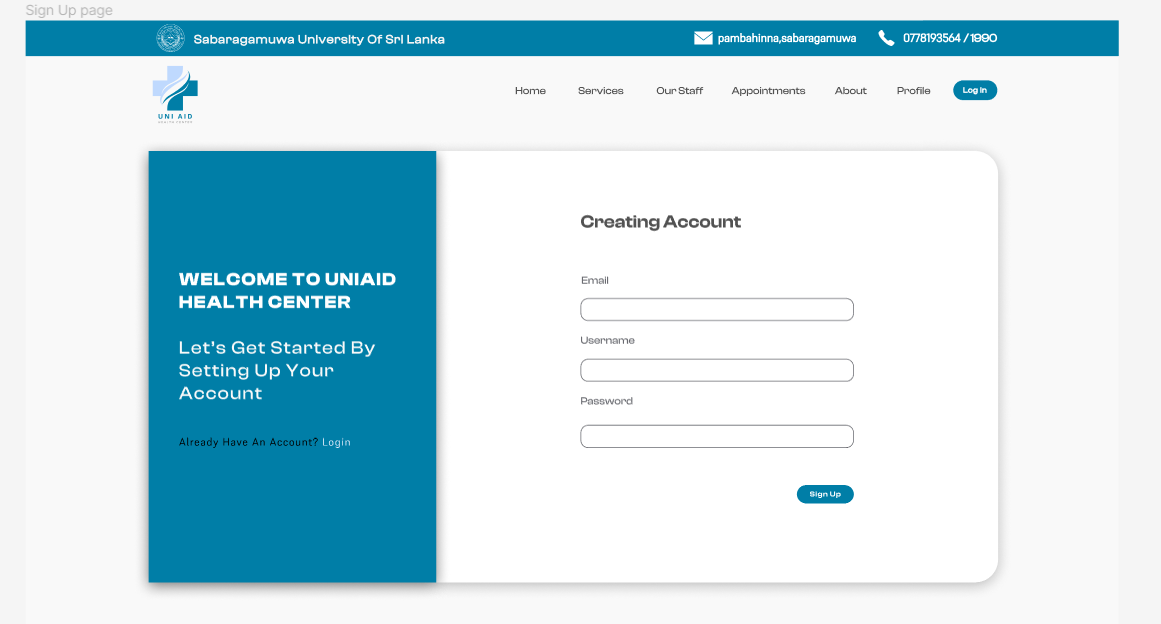 Sign Up page
Sabaragamuwa University Of Sri Lanka
pambahinna,sabaragamuwa
0778193564 / 1990
UNI AID
HEALTH CENTER
Home
Services
Our Staff
Appointments
About
Profile
Log In
WELCOME TO UNIAID
HEALTH CENTER
Let's Get Started By
Setting Up Your
Account
Already Have An Account? Login
Creating Account
Email
Username
Password
Sign Up